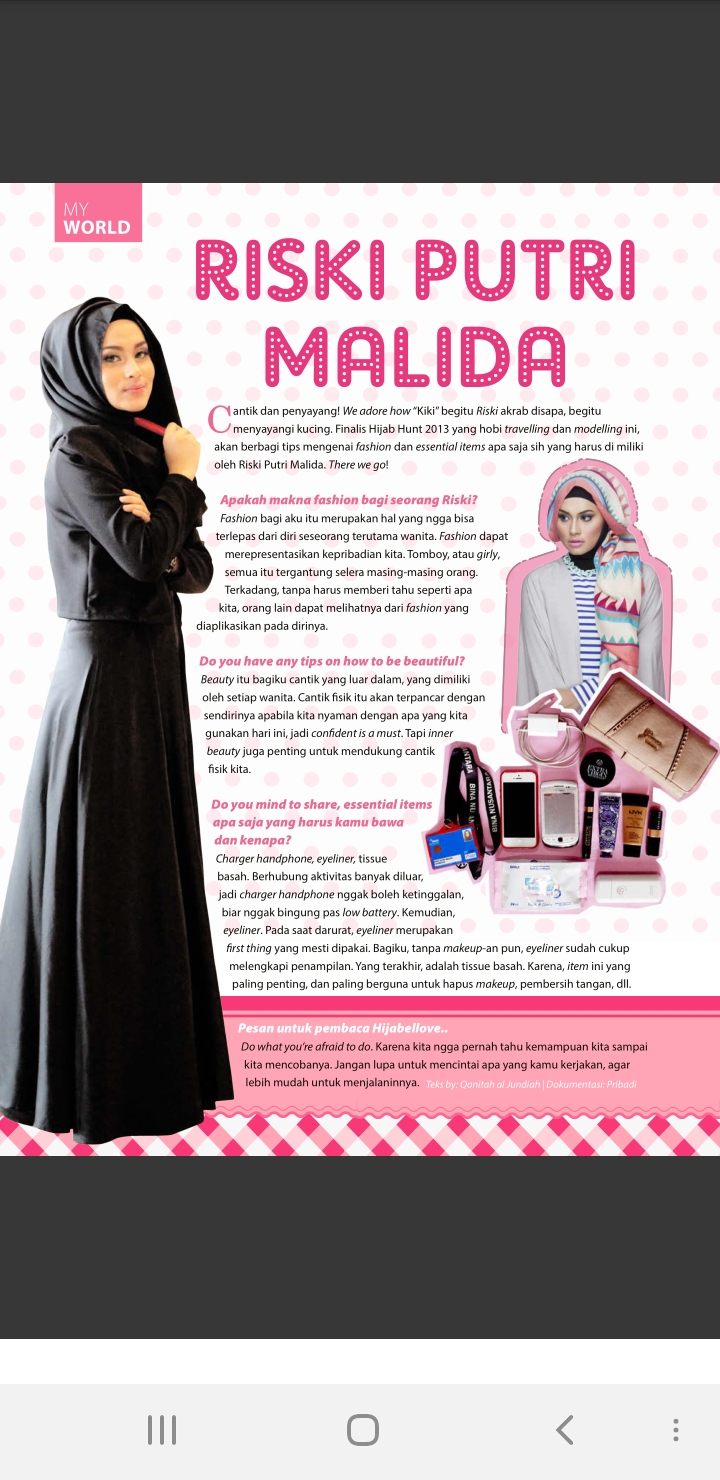 MY
WORLD
RISKI PUTRI
MALIDA
Cantik dan penyayang! We adore how “Kiki” begitu Riski akrab disapa, begitu
menyayangi kucing. Finalis Hijab Hunt 2013 yang hobi travelling dan modelling ini,
akan berbagi tips mengenai fashion dan essential items apa saja sih yang harus di miliki
oleh Riski Putri Malida. There we go!
Apakah makna fashion bagi seorang Riski?
Fashion bagi aku itu merupakan hal yang ngga bisa
terlepas dari diri seseorang terutama wanita. Fashion dapat
merepresentasikan kepribadian kita. Tomboy, atau girly,
semua itu tergantung selera masing-masing orang.
Terkadang, tanpa harus memberi tahu seperti apa
kita, orang lain dapat melihatnya dari fashion yang
diaplikasikan pada dirinya.
Do you have any tips on how to be beautiful?
Beauty itu bagiku cantik yang luar dalam, yang dimiliki
oleh setiap wanita. Cantik fisik itu akan terpancar dengan
sendirinya apabila kita nyaman dengan apa yang kita
gunakan hari ini, jadi confident is a must. Tapi inner
beauty juga penting untuk mendukung cantik
fisik kita.
Do you mind to share, essential items
apa saja yang harus kamu bawa
dan kenapa?
Charger handphone, eyeliner, tissue
basah. Berhubung aktivitas banyak diluar,
jadi charger handphone nggak boleh ketinggalan,
biar nggak bingung pas low battery. Kemudian,
eyeliner. Pada saat darurat, eyeliner merupakan
first thing yang mesti dipakai. Bagiku, tanpa makeup-an pun, eyeliner sudah cukup
melengkapi penampilan. Yang terakhir, adalah tissue basah. Karena, item ini yang
paling penting, dan paling berguna untuk hapus makeup, pembersih tangan, dll.
BINA NUSANTARA
NYX
Pesan untuk pembaca Hijabellove..
Do what you're afraid to do. Karena kita ngga pernah tahu kemampuan kita sampai
kita mencobanya. Jangan lupa untuk mencintai apa yang kamu kerjakan, agar
lebih mudah untuk menjalaninnya. Teks by: Qonitah al Jundiah | Dokumentasi: Pribadi